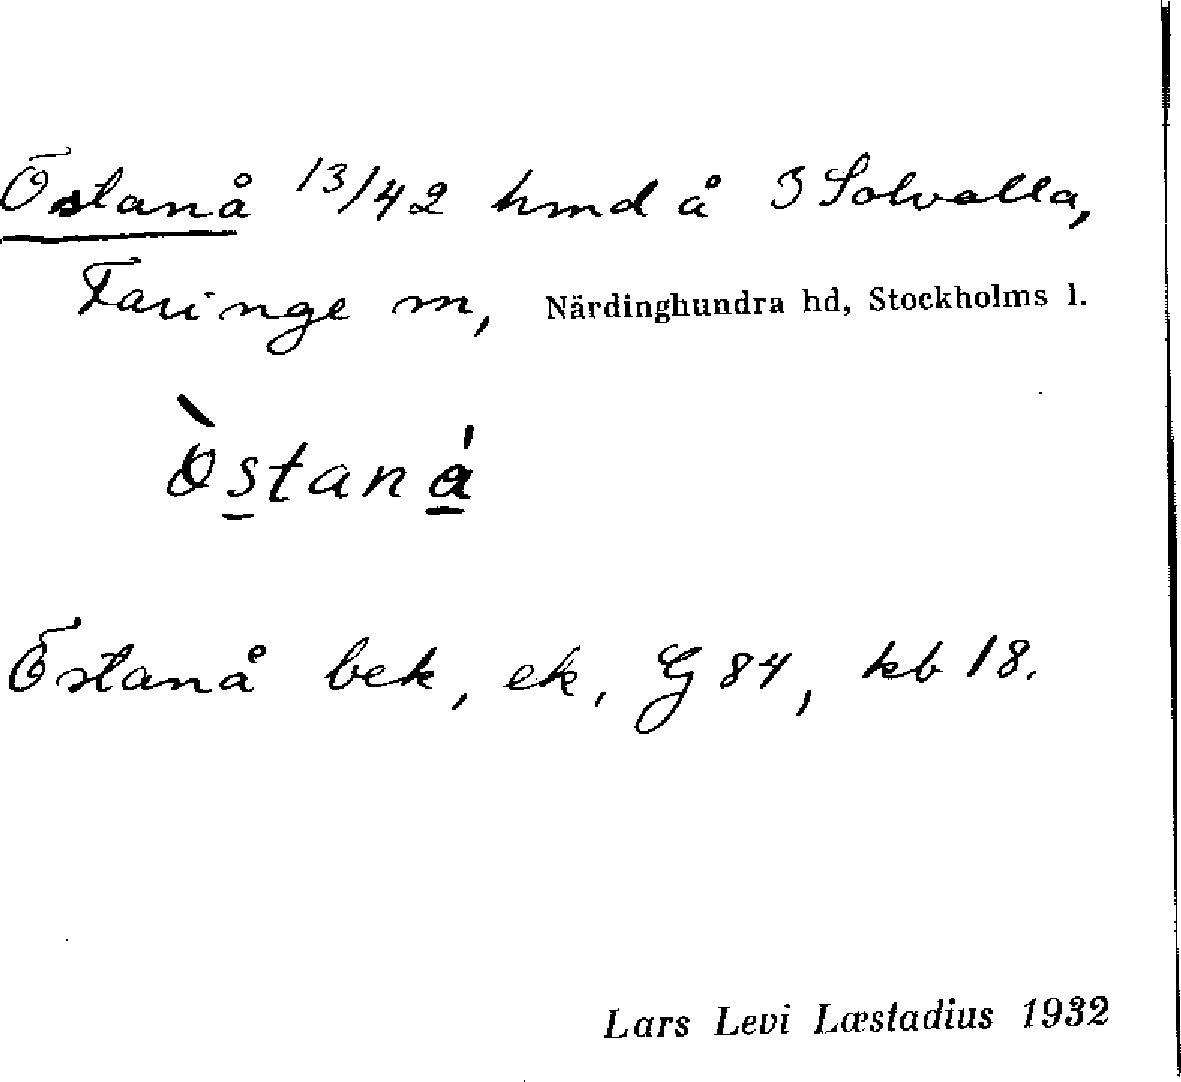 Östanå 13/42 hmd å 3 Solvalla,
Faringe sn, Närdinghundra hd, Stockholms l.
Òstaná
Östanå bek, ek, G 84, kb 18.
Lars Levi Læstadius 1932